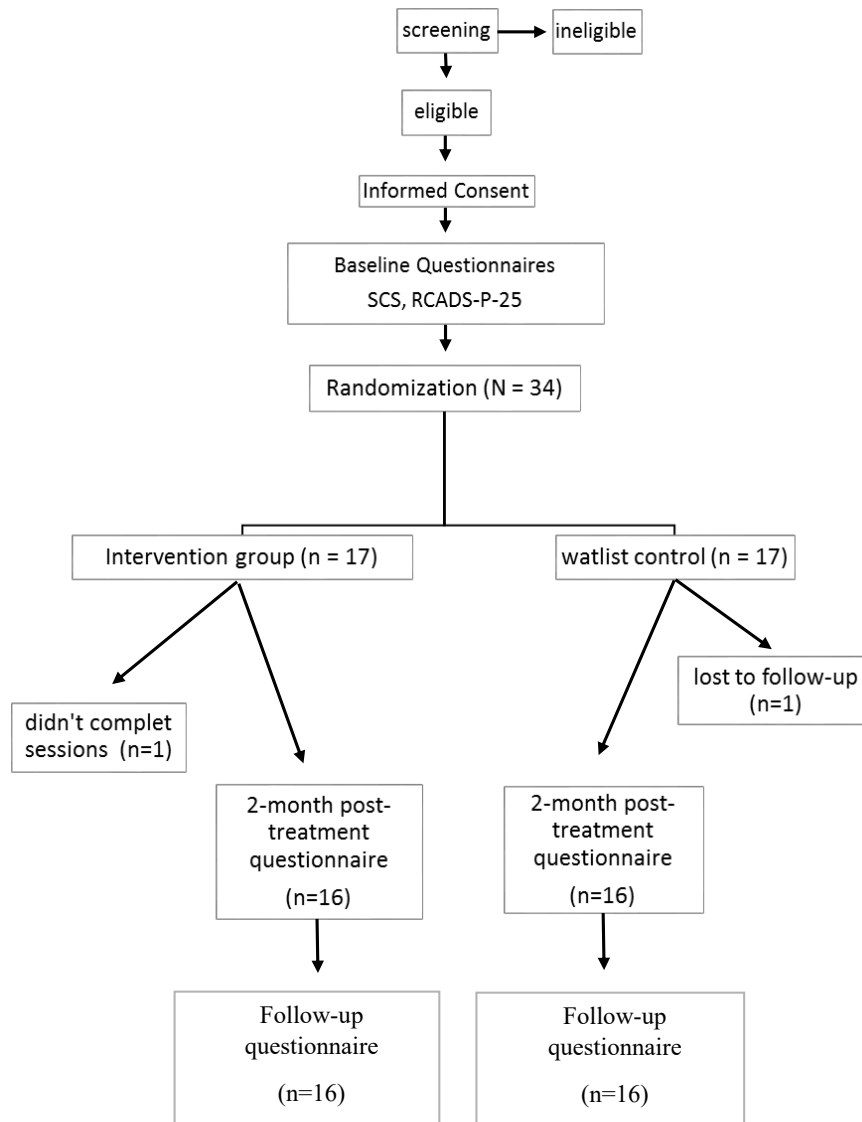 screening
ineligible
eligible
Informed Consent
Baseline Questionnaires
SCS, RCADS-P-25
Randomization (N = 34)
Intervention group (n = 17)
watlist control (n = 17)
didn't complet
sessions (n=1)
lost to follow-up
(n=1)
2-month post-
treatment
questionnaire
(n=16)
2-month post-
treatment
questionnaire
(n=16)
Follow-up
questionnaire
(n=16)
Follow-up
questionnaire
(n=16)